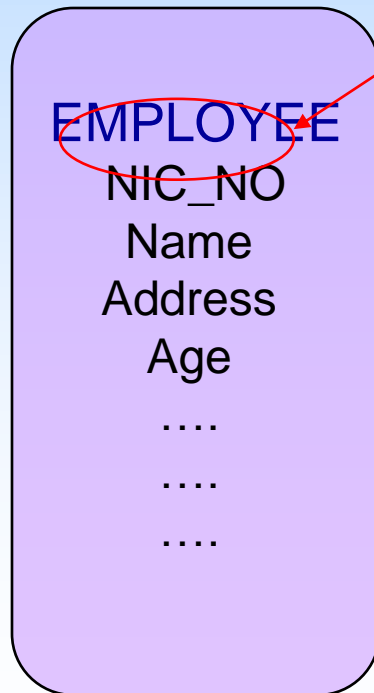 EMPLOYEE
NIC_NO
Name
Address
Age
….
….
….